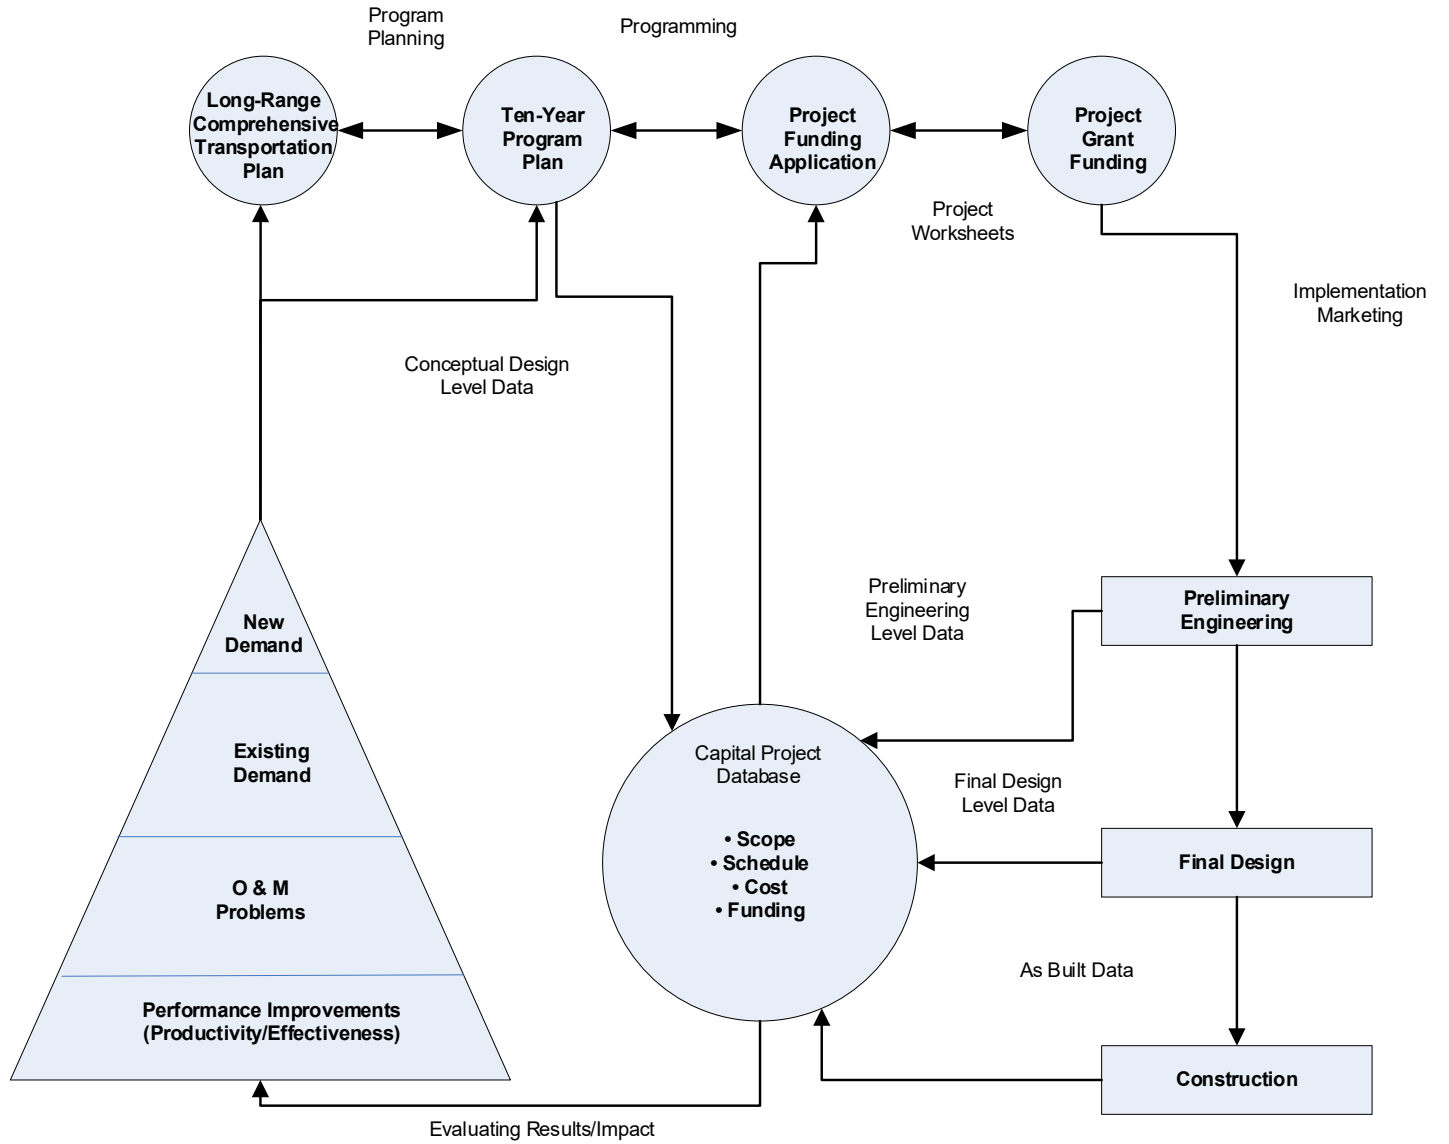 Program
Planning
Programming
Long-Range
Comprehensive
Transportation
Plan
Ten-Year
Program
Plan
Project
Funding
Application
Project
Grant
Funding
Project
Worksheets
Implementation
Marketing
Conceptual Design
Level Data
Preliminary
Engineering
Level Data
Preliminary
Engineering
New
Demand
Existing
Demand
O & M
Problems
Performance Improvements
(Productivity/Effectiveness)
Capital Project
Database
• Scope
• Schedule
• Cost
• Funding
Final Design
Level Data
Final Design
As Built Data
Construction
Evaluating Results/Impact